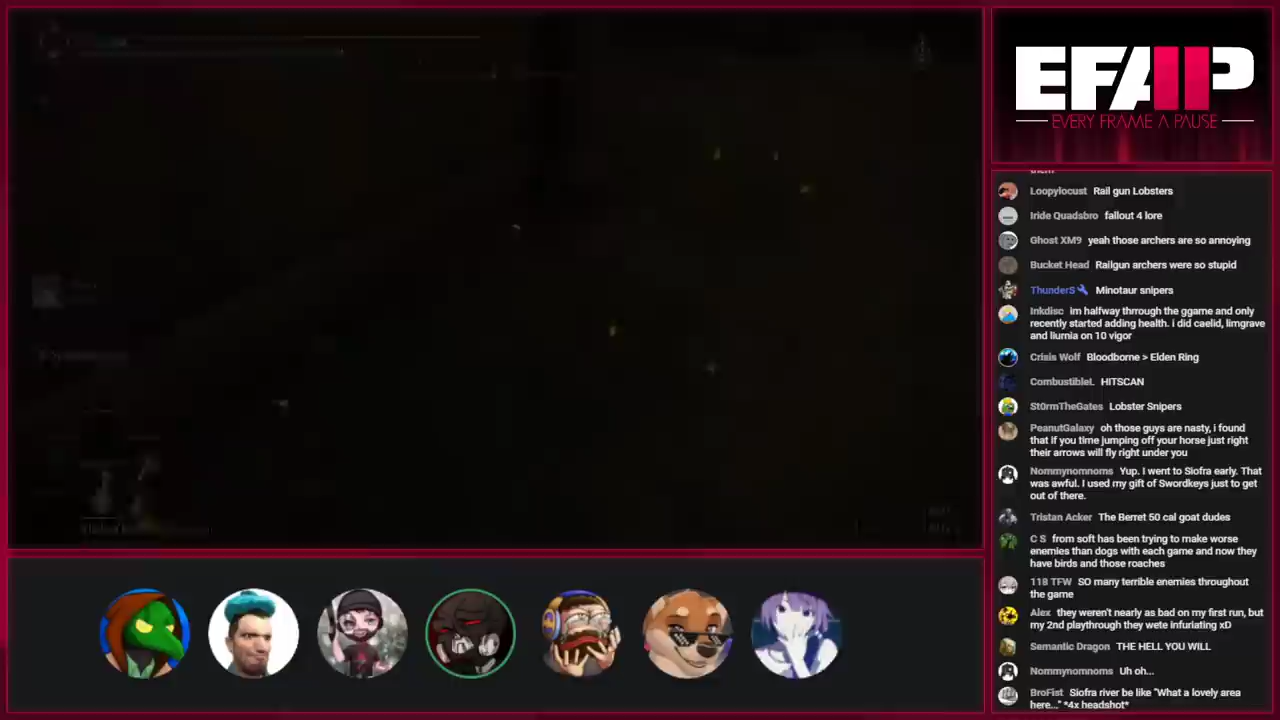 EFAP
EVERY FRAME A PAUSE
them
Loopylocust Rail gun Lobsters
Iride Quadsbro fallout 4 lore
Ghost XM9 yeah those archers are so annoying
Bucket Head Railgun archers were so stupid
ThunderS Minotaur snipers
Inkdisc im halfway thrrough the ggame and only
recently started adding health. i did caelid, limgrave
and liurnia on 10 vigor
Crisis Wolf Bloodborne > Elden Ring
CombustibleL HITSCAN
St0rmTheGates Lobster Snipers
PeanutGalaxy oh those guys are nasty, i found
that if you time jumping off your horse just right
their arrows will fly right under you
Nommynomnoms Yup. I went to Siofra early. That
was awful. I used my gift of Swordkeys just to get
out of there.
Tristan Acker The Berret 50 cal goat dudes
C S from soft has been trying to make worse
enemies than dogs with each game and now they
have birds and those roaches
118 TFW SO many terrible enemies throughout
the game
Alex they weren't nearly as bad on my first run, but
my 2nd playthrough they wete infuriating xD
Semantic Dragon THE HELL YOU WILL
Nommynomnoms Uh oh...
BroFist Siofra river be like "What a lovely area
here..." *4x headshot*